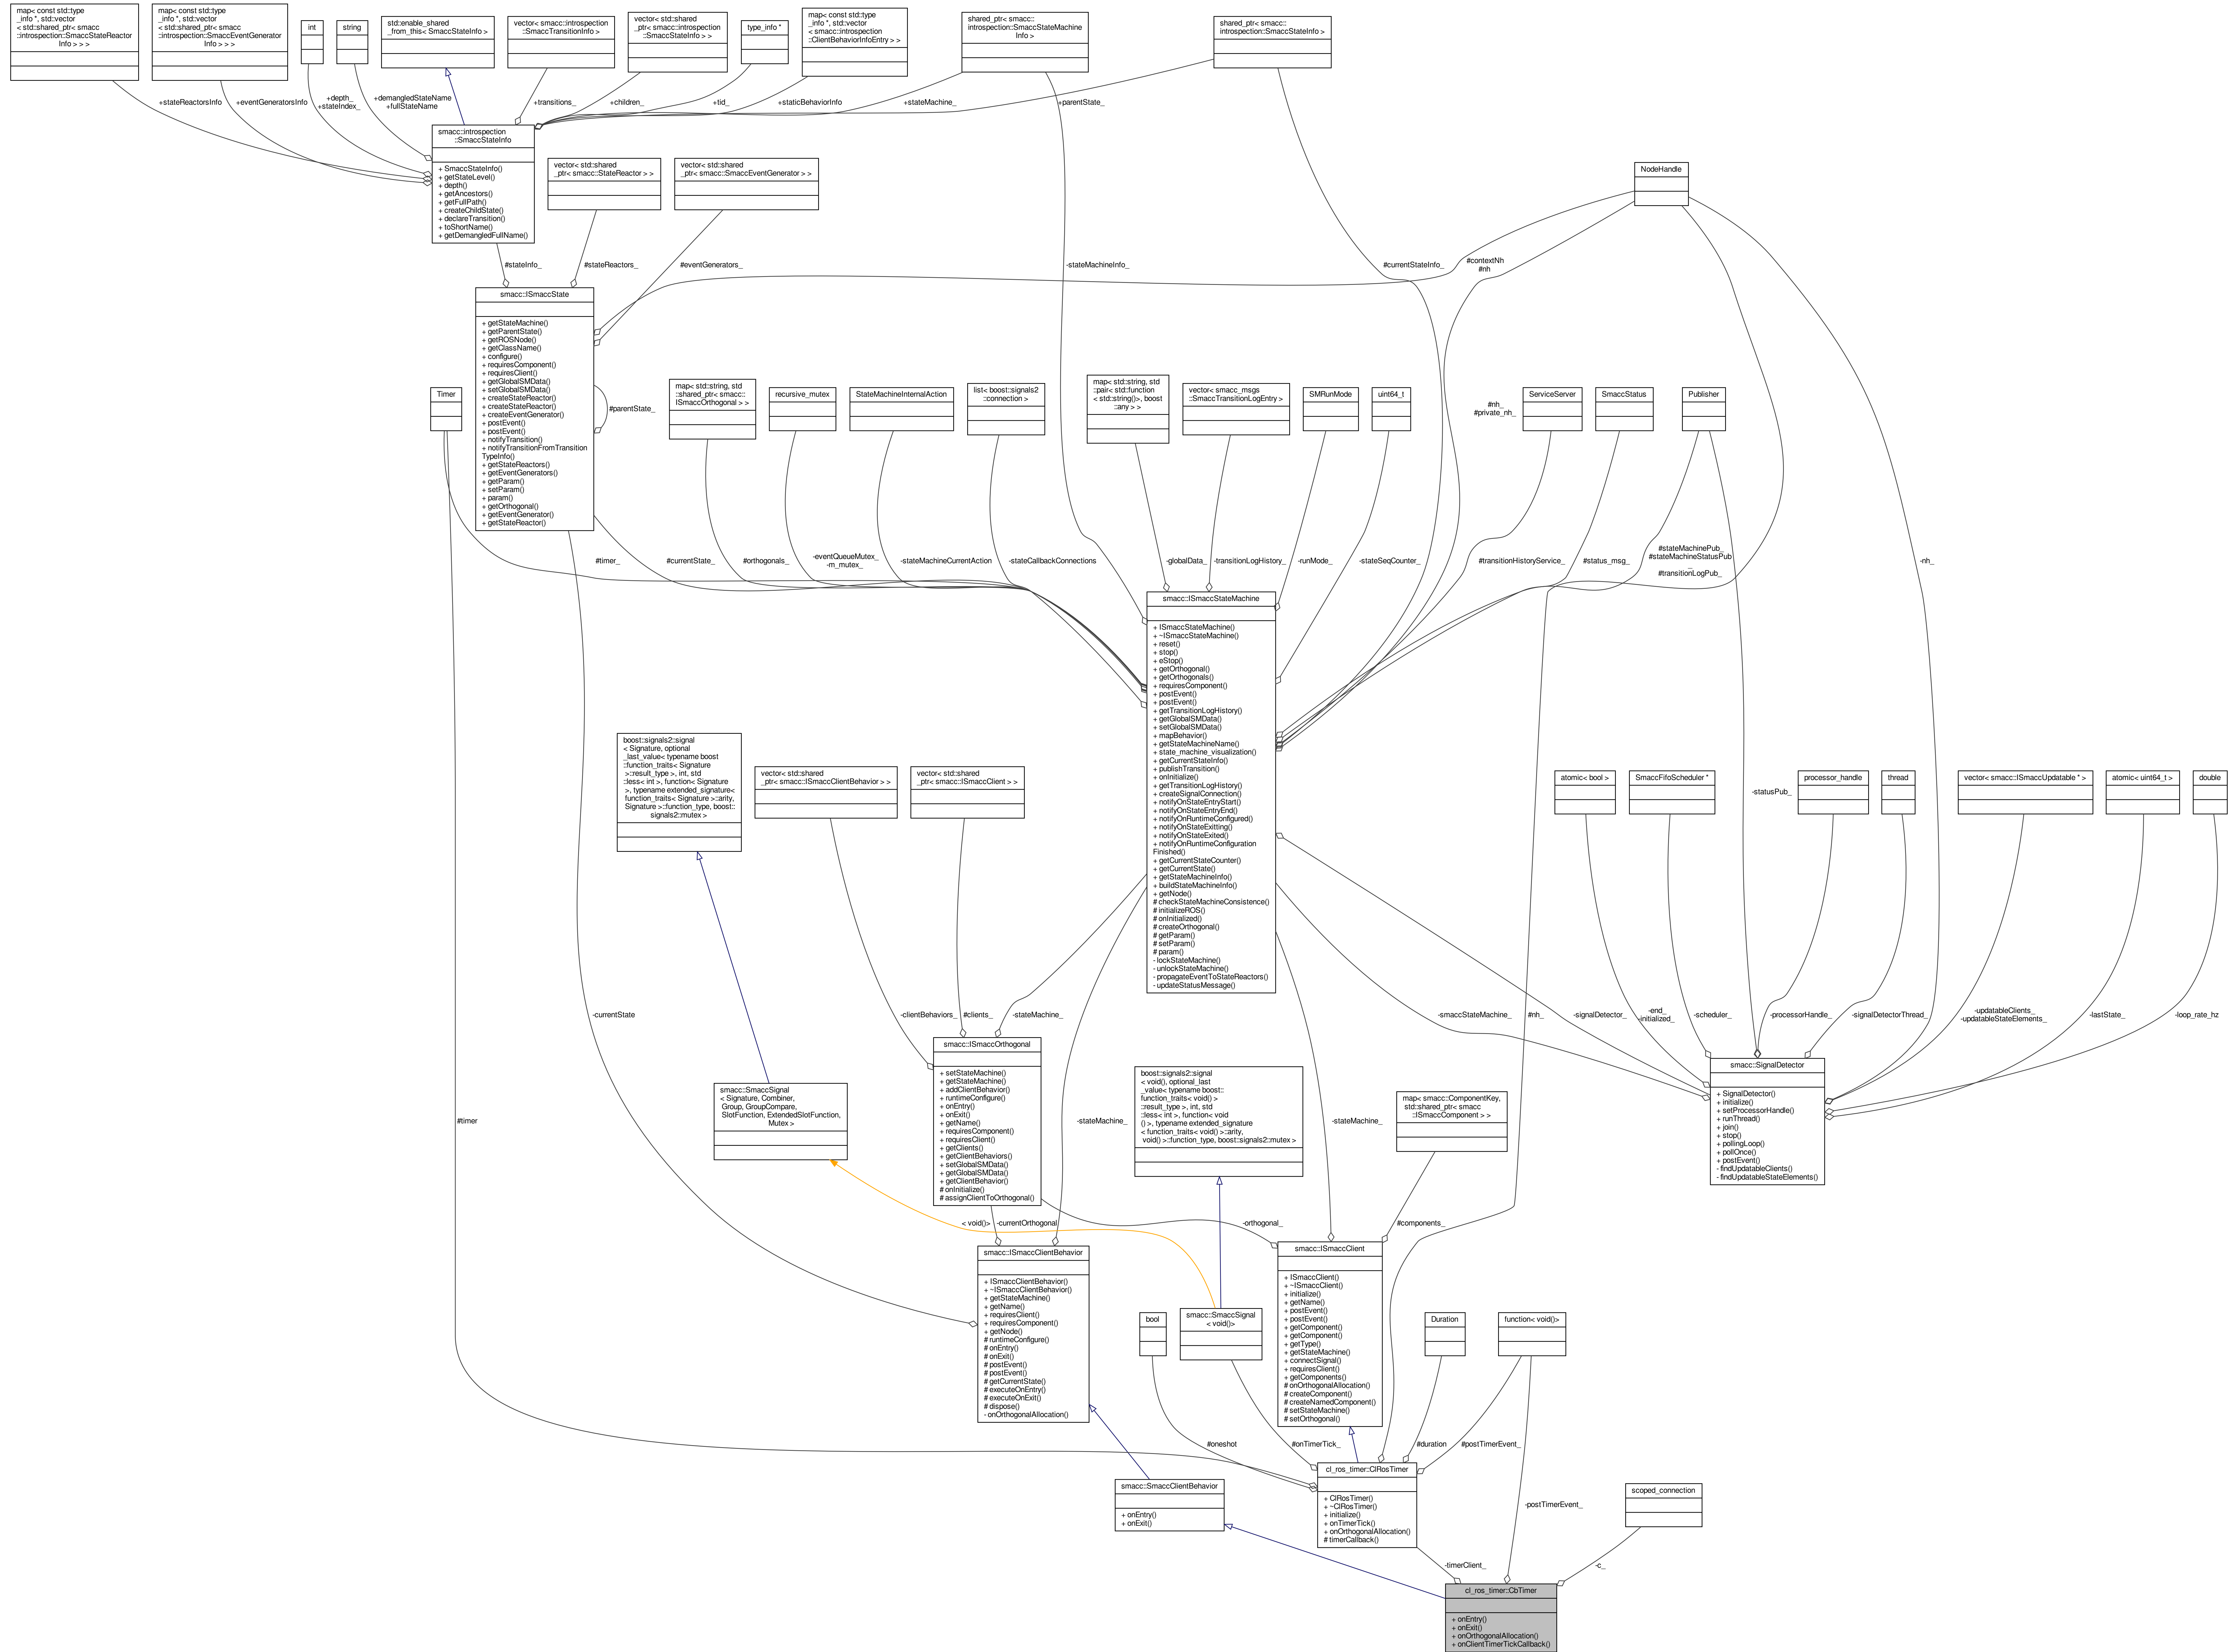 map< const std::type
_info *, std::vector
< std::shared_ptr< smacc
::introspection::SmaccStateReactor
Info > > >
map< const std::type
_info *, std::vector
< std::shared_ptr< smacc
::introspection::SmaccEventGenerator
Info > > >
int
string
std::enable_shared
_from_this< SmaccStateInfo >
vector< smacc::introspection
::SmaccTransitionInfo >
vector< std::shared
_ptr< smacc::introspection
::SmaccStateInfo > >
type_info *
map< const std::type
_info *, std::vector
< smacc::introspection
::ClientBehaviorInfoEntry > >
shared_ptr< smacc::
introspection::SmaccStateMachine
Info >
shared_ptr< smacc::
introspection::SmaccStateInfo >
+stateReactorsInfo
+eventGeneratorsInfo
+depth_
+stateIndex_
+demangledStateName
+fullStateName
+transitions_
+children_
+tid_
+staticBehaviorInfo
+stateMachine_
+parentState_
smacc::introspection
::SmaccStateInfo
+ SmaccStateInfo()
+ getStateLevel()
+ depth()
+ getAncestors()
+ getFullPath()
+ createChildState()
+ declareTransition()
+ toShortName()
+ getDemangledFullName()
vector< std::shared
_ptr< smacc::StateReactor > >
vector< std::shared
_ptr< smacc::SmaccEventGenerator > >
NodeHandle
#stateInfo_
#stateReactors_
#eventGenerators_
-stateMachineInfo_
#currentStateInfo_
#contextNh
#nh
smacc::ISmaccState
+ getStateMachine()
+ getParentState()
+ getROSNode()
+ getClassName()
+ configure()
+ requiresComponent()
+ requiresClient()
+ getGlobalSMData()
+ setGlobalSMData()
+ createStateReactor()
+ createStateReactor()
+ createEventGenerator()
+ postEvent()
+ postEvent()
+ notifyTransition()
+ notifyTransitionFromTransition
TypeInfo()
+ getStateReactors()
+ getEventGenerators()
+ getParam()
+ setParam()
+ param()
+ getOrthogonal()
+ getEventGenerator()
+ getStateReactor()
#parentState_
Timer
map< std::string, std
::shared_ptr< smacc::
ISmaccOrthogonal > >
recursive_mutex
StateMachineInternalAction
list< boost::signals2
::connection >
map< std::string, std
::pair< std::function
< std::string()>, boost
::any > >
vector< smacc_msgs
::SmaccTransitionLogEntry >
SMRunMode
uint64_t
#nh_
#private_nh_
ServiceServer
SmaccStatus
Publisher
#timer_
#currentState_
#orthogonals_
-eventQueueMutex_
-m_mutex_
-stateMachineCurrentAction
-stateCallbackConnections
-globalData_
-transitionLogHistory_
-runMode_
-stateSeqCounter_
#transitionHistoryService_
#status_msg_
#stateMachinePub_
#stateMachineStatusPub
_
#transitionLogPub_
-nh_
smacc::ISmaccStateMachine
+ ISmaccStateMachine()
+ ~ISmaccStateMachine()
+ reset()
+ stop()
+ eStop()
+ getOrthogonal()
+ getOrthogonals()
+ requiresComponent()
+ postEvent()
+ postEvent()
+ getTransitionLogHistory()
+ getGlobalSMData()
+ setGlobalSMData()
+ mapBehavior()
+ getStateMachineName()
+ state_machine_visualization()
+ getCurrentStateInfo()
+ publishTransition()
+ onInitialize()
+ getTransitionLogHistory()
+ createSignalConnection()
+ notifyOnStateEntryStart()
+ notifyOnStateEntryEnd()
+ notifyOnRuntimeConfigured()
+ notifyOnStateExitting()
+ notifyOnStateExited()
+ notifyOnRuntimeConfiguration
Finished()
+ getCurrentStateCounter()
+ getCurrentState()
+ getStateMachineInfo()
+ buildStateMachineInfo()
+ getNode()
# checkStateMachineConsistence()
# initializeROS()
# onInitialized()
# createOrthogonal()
# getParam()
# setParam()
# param()
- lockStateMachine()
- unlockStateMachine()
- propagateEventToStateReactors()
- updateStatusMessage()
boost::signals2::signal
< Signature, optional
_last_value< typename boost
::function_traits< Signature
>::result_type >, int, std
::less< int >, function< Signature
>, typename extended_signature<
function_traits< Signature >::arity,
Signature >::function_type, boost::
signals2::mutex >
vector< std::shared
_ptr< smacc::ISmaccClientBehavior > >
vector< std::shared
_ptr< smacc::ISmaccClient > >
atomic< bool >
SmaccFifoScheduler *
-statusPub_
processor_handle
thread
vector< smacc::ISmaccUpdatable * >
atomic< uint64_t >
double
-currentState
-clientBehaviors_
#clients_
-stateMachine_
-smaccStateMachine_
#nh_
-signalDetector_
-end_
-initialized_
-scheduler_
-processorHandle_
-signalDetectorThread_
-updatableClients_
-updatableStateElements_
-lastState_
-loop_rate_hz
smacc::ISmaccOrthogonal
+ setStateMachine()
+ getStateMachine()
+ addClientBehavior()
+ runtimeConfigure()
+ onEntry()
+ onExit()
+ getName()
+ requiresComponent()
+ requiresClient()
+ getClients()
+ getClientBehaviors()
+ setGlobalSMData()
+ getGlobalSMData()
+ getClientBehavior()
# onInitialize()
# assignClientToOrthogonal()
smacc::SignalDetector
+ SignalDetector()
+ initialize()
+ setProcessorHandle()
+ runThread()
+ join()
+ stop()
+ pollingLoop()
+ pollOnce()
+ postEvent()
- findUpdatableClients()
- findUpdatableStateElements()
smacc::SmaccSignal
< Signature, Combiner,
Group, GroupCompare,
SlotFunction, ExtendedSlotFunction,
Mutex >
boost::signals2::signal
< void(), optional_last
_value< typename boost::
function_traits< void() >
::result_type >, int, std
::less< int >, function< void
() >, typename extended_signature
< function_traits< void() >::arity,
void() >::function_type, boost::signals2::mutex >
map< smacc::ComponentKey,
std::shared_ptr< smacc
::ISmaccComponent > >
#timer
-stateMachine_
-stateMachine_
< void()>
-currentOrthogonal
-orthogonal_
#components_
smacc::ISmaccClientBehavior
+ ISmaccClientBehavior()
+ ~ISmaccClientBehavior()
+ getStateMachine()
+ getName()
+ requiresClient()
+ requiresComponent()
+ getNode()
# runtimeConfigure()
# onEntry()
# onExit()
# postEvent()
# postEvent()
# getCurrentState()
# executeOnEntry()
# executeOnExit()
# dispose()
- onOrthogonalAllocation()
smacc::ISmaccClient
+ ISmaccClient()
+ ~ISmaccClient()
+ initialize()
+ getName()
+ postEvent()
+ postEvent()
+ getComponent()
+ getComponent()
+ getType()
+ getStateMachine()
+ connectSignal()
+ requiresClient()
+ getComponents()
# onOrthogonalAllocation()
# createComponent()
# createNamedComponent()
# setStateMachine()
# setOrthogonal()
bool
smacc::SmaccSignal
< void()>
Duration
function< void()>
#oneshot
#onTimerTick_
#duration
#postTimerEvent_
smacc::SmaccClientBehavior
+ onEntry()
+ onExit()
cl_ros_timer::ClRosTimer
+ ClRosTimer()
+ ~ClRosTimer()
+ initialize()
+ onTimerTick()
+ onOrthogonalAllocation()
# timerCallback()
scoped_connection
-postTimerEvent_
-timerClient_
-c_
cl_ros_timer::CbTimer
+ onEntry()
+ onExit()
+ onOrthogonalAllocation()
+ onClientTimerTickCallback()